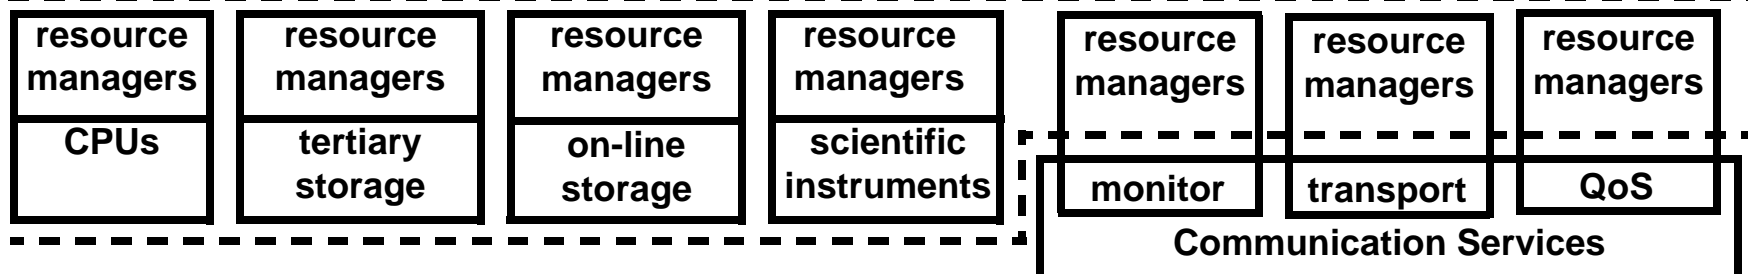 resource
managers
CPUs
resource
managers
tertiary
storage
resource
managers
on-line
storage
resource
managers
scientific
instruments
resource
managers
monitor
resource
managers
transport
resource
managers
QoS
Communication Services